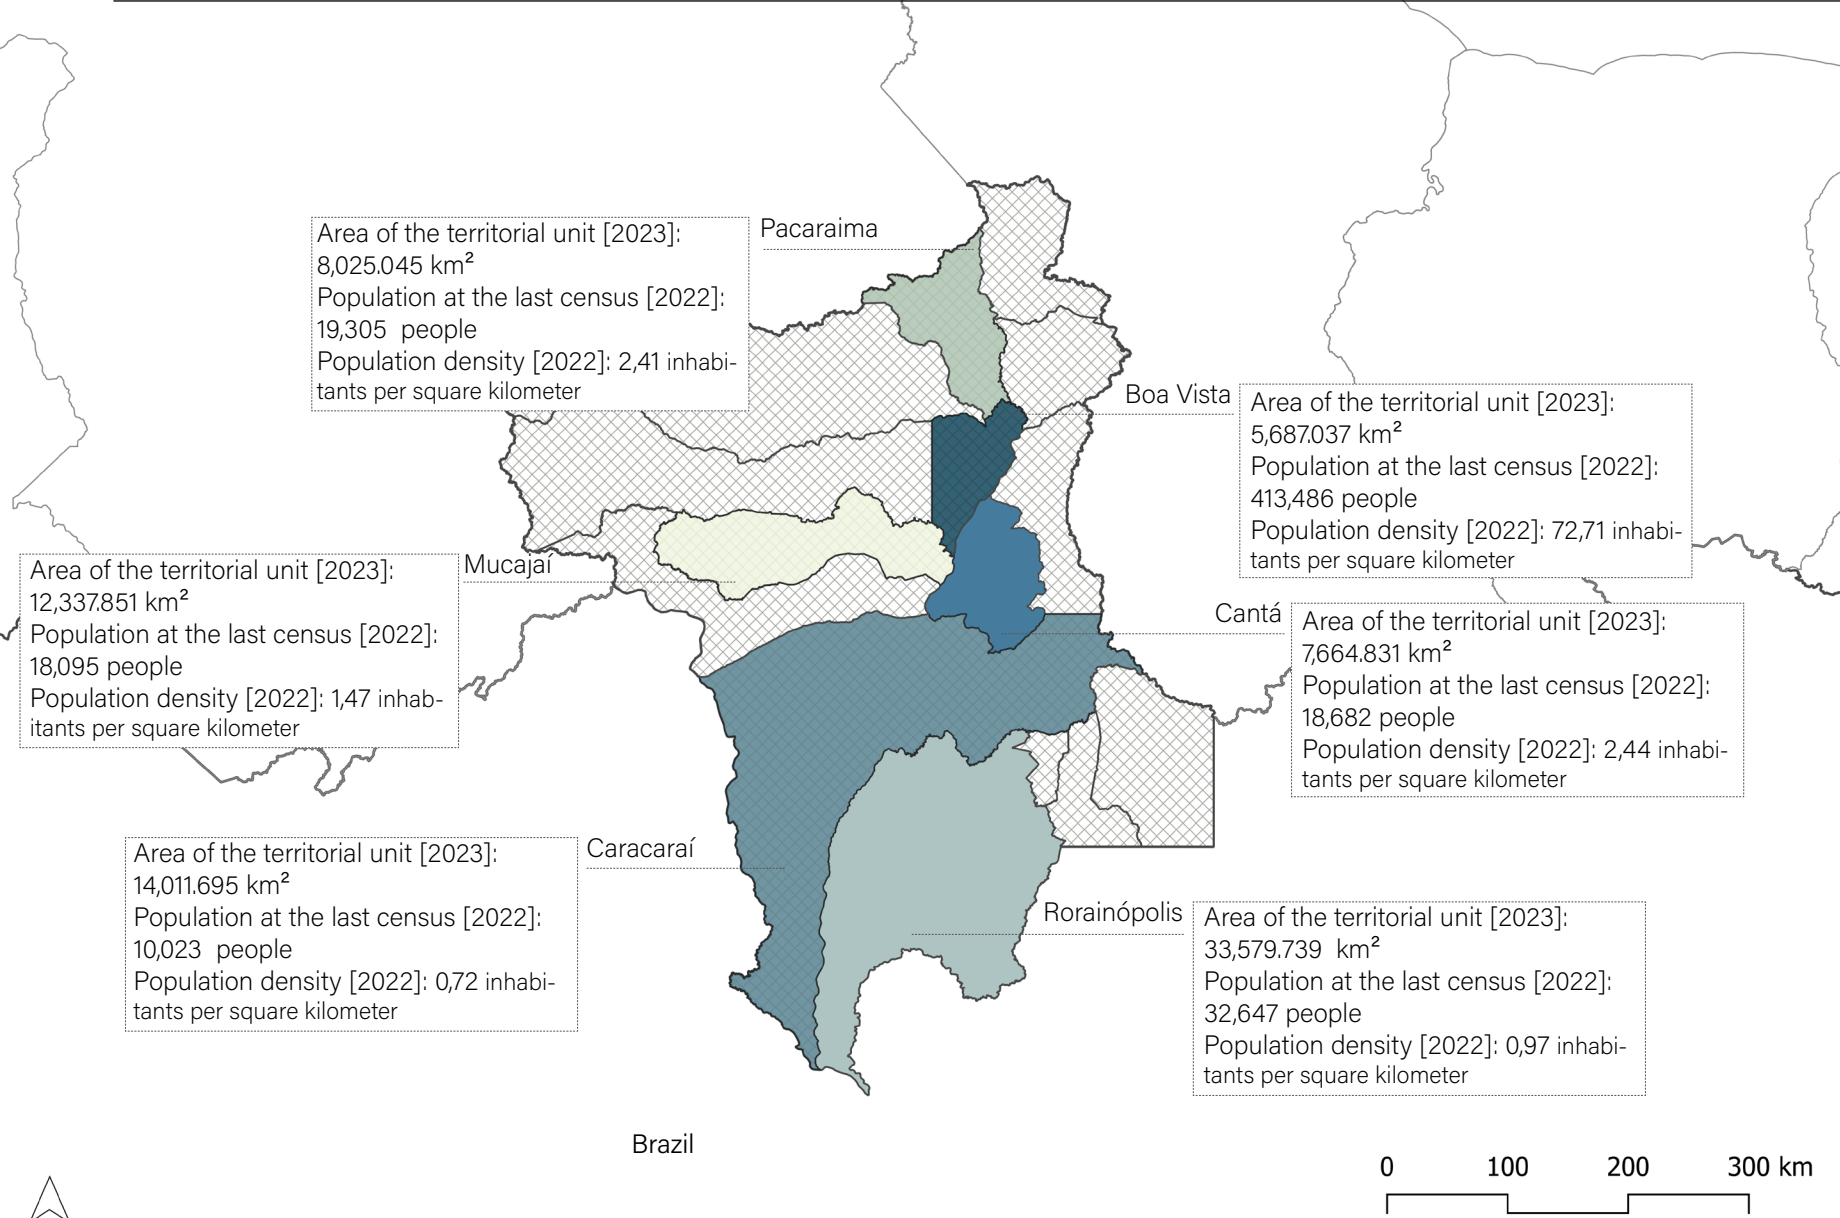 Pacaraima
Area of the territorial unit [2023]:
8,025.045 km²
Population at the last census [2022]:
19,305 people
Population density [2022]: 2,41 inhabi-
tants per square kilometer
Boa Vista
Area of the territorial unit [2023]:
5,687.037 km²
Population at the last census [2022]:
413,486 people
Population density [2022]: 72,71 inhabi-
tants per square kilometer
Mucajaí
Area of the territorial unit [2023]:
12,337.851 km²
Population at the last census [2022]:
18,095 people
Population density [2022]: 1,47 inhab-
itants per square kilometer
Cantá
Area of the territorial unit [2023]:
7,664.831 km²
Population at the last census [2022]:
18,682 people
Population density [2022]: 2,44 inhabi-
tants per square kilometer
Caracaraí
Area of the territorial unit [2023]:
14,011.695 km²
Population at the last census [2022]:
10,023 people
Population density [2022]: 0,72 inhabi-
tants per square kilometer
Rorainópolis
Area of the territorial unit [2023]:
33,579.739 km²
Population at the last census [2022]:
32,647 people
Population density [2022]: 0,97 inhabi-
tants per square kilometer
Brazil
0 100 200 300 km